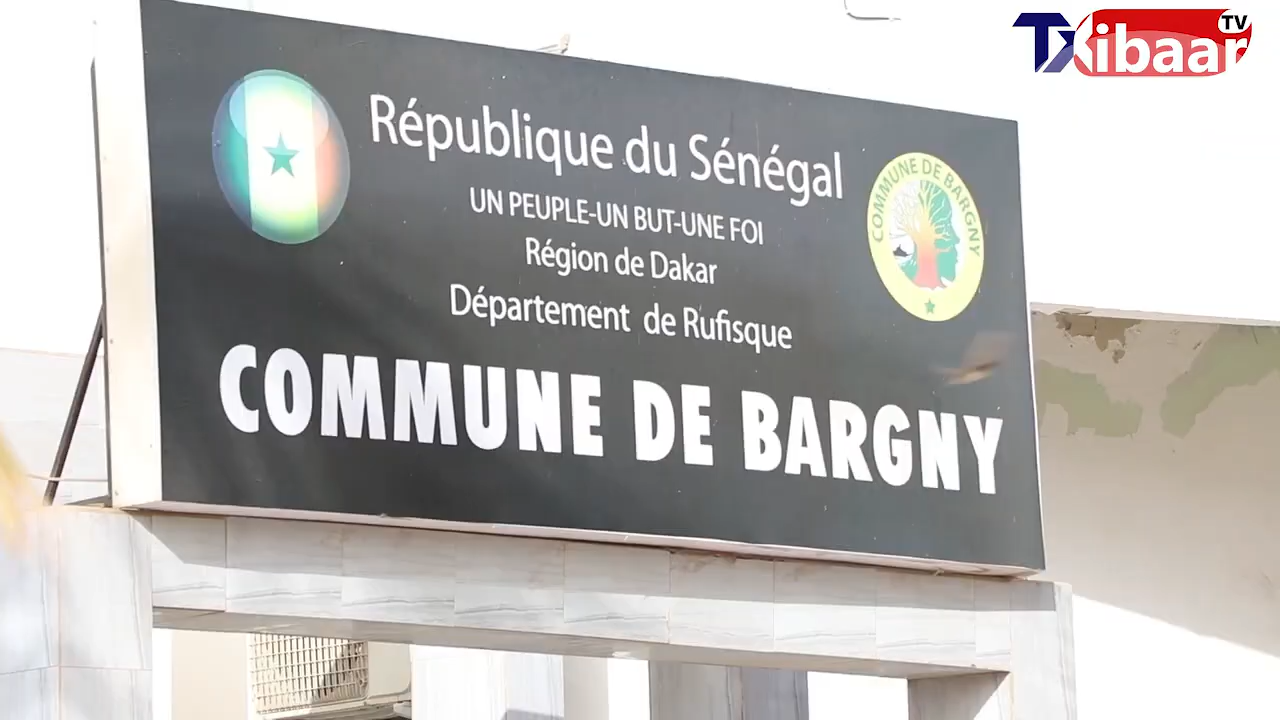 Txibaar TV
République du Sénégal
UN PEUPLE-UN BUT-UNE FOI
Région de Dakar
Département de Rufisque
COMMUNE DE BARGNY
COMMUNE DE BARGNY